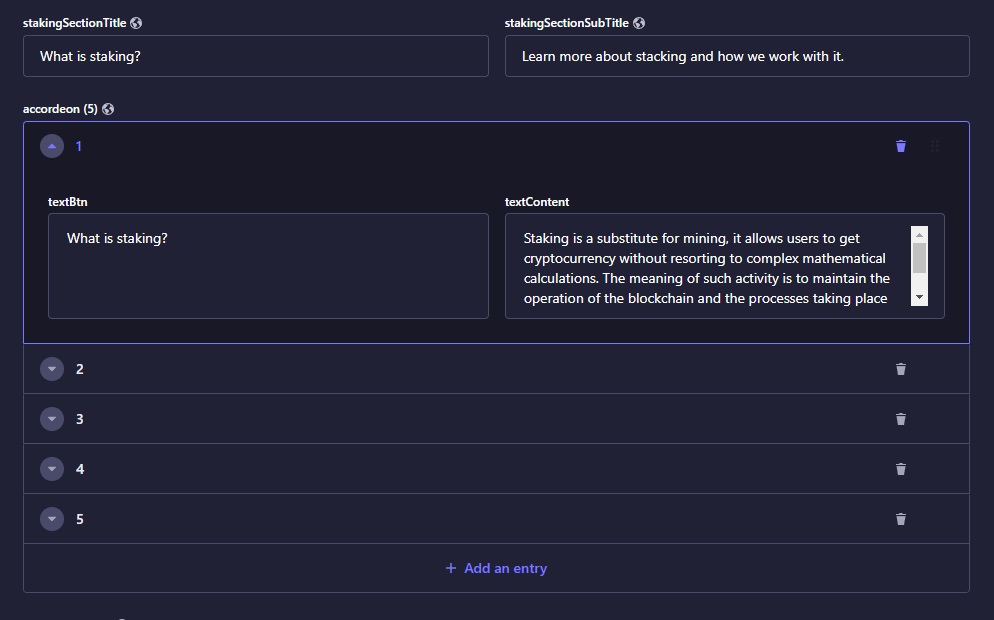 stakingSectionTitle
stakingSectionSubTitle
What is staking?
Learn more about stacking and how we work with it.
accordeon (5)
1
textBtn
textContent
What is staking?
Staking is a substitute for mining, it allows users to get
cryptocurrency without resorting to complex mathematical
calculations. The meaning of such activity is to maintain the
operation of the blockchain and the processes taking place
2
3
4
5
+ Add an entry